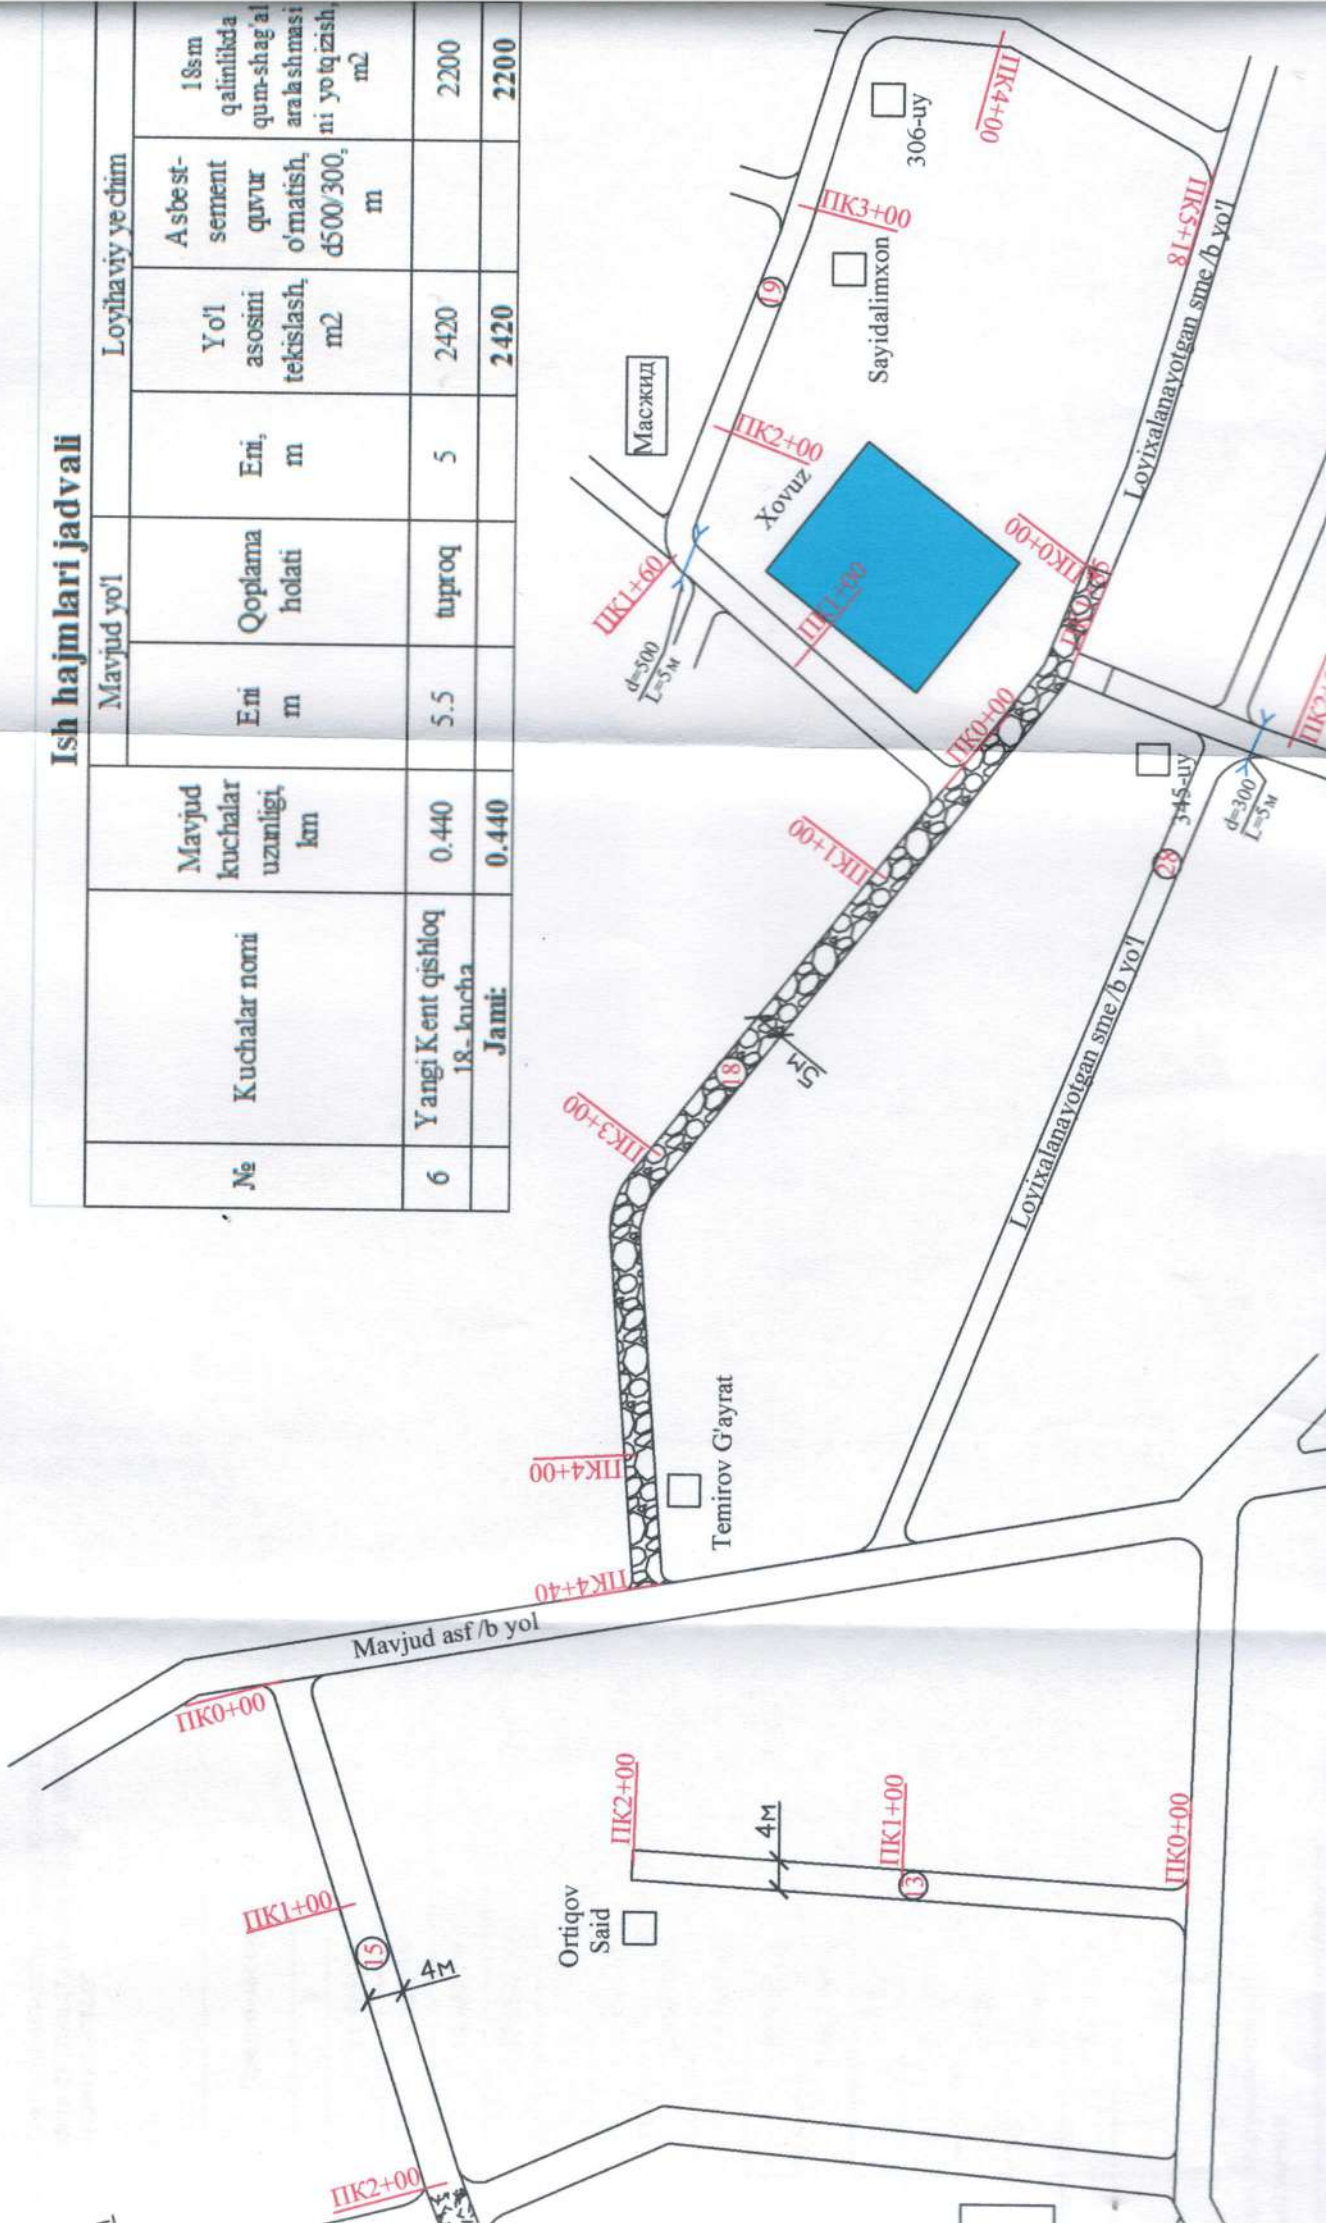 Ish hajmlari jadvali
№
Kuchalar nomi
Mavjud
kuchalar
uzunligi,
km
Mavjud yo'l
Eni
m
Qoplama
holati
Loyihaviy yechim
Eni,
m
Yo'l
asosini
tekislash,
m2
Asbest-
sement
quvur
o'rnatish,
d500/300,
m
18sm
qalinlikda
qum-shag'al
aralashmasi
ni yotqizish,
m2
6
Yangi Kent qishloq
18- kucha
0.440
5.5
tuproq
5
2420
2200
Jami:
0.440
2420
2200
Масжид
ПК1+60
d=500
L=5м
ПК2+00
Xovuz
ПК1+00
19
ПК3+00
Sayidalimxon
306-uy
ПК4+00
ПК5+18
Loyixalanayotgan sme/b yo'l
ПК0+00
ПК0+00
ПК1+00
345-uy
28
d=300
L=5м
Loyixalanayotgan sme/b yo'l
18
5м
ПК3+00
ПК4+00
ПК4+40
Temirov G'ayrat
Mavjud asf/b yol
ПК0+00
ПК1+00
15
4м
ПК2+00
Ortiqov
Said
ПК2+00
4м
ПК1+00
13
ПК0+00